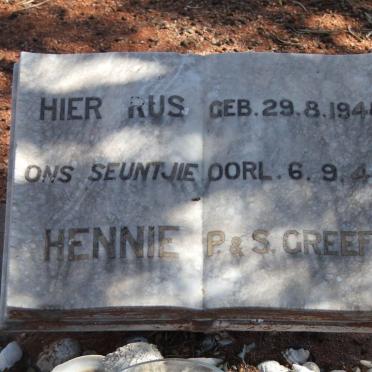 HIER RUS
ONS SEUNTJIE
HENNIE
GEB.29.8.194
OORL. 6. 9. 4
P. & S. GREEF